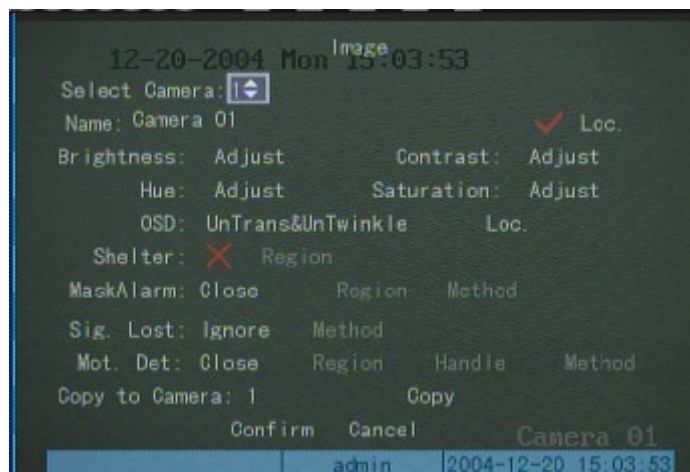 Image
12-20-2004 Mon 15:03:53
Select Camera: 1
Name: Camera 01 Loc.
Brightness: Adjust Contrast: Adjust
Hue: Adjust Saturation: Adjust
OSD: UnTrans&UnTwinkle Loc.
Shelter: Region
MaskAlarm: Close Region Method
Sig. Lost: Ignore Method
Mot. Det: Close Region Handle Method
Copy to Camera: 1 Copy
Confirm Cancel
Camera 01
admin 2004-12-20 15:03:53